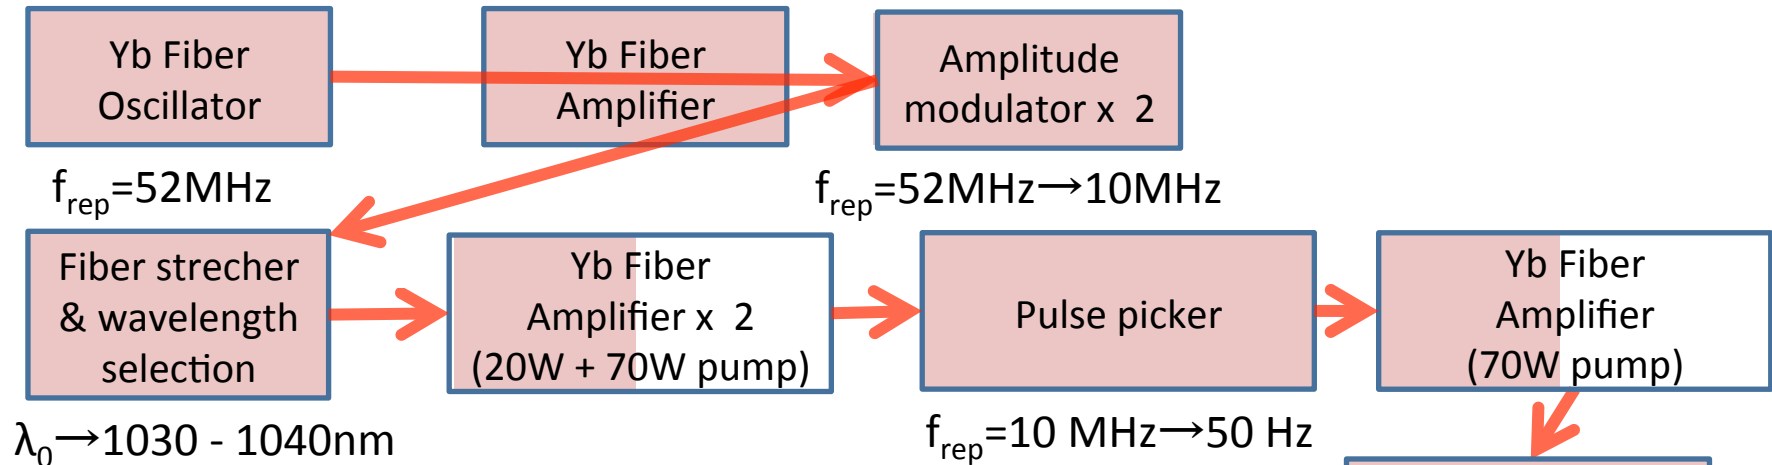 Yb Fiber
Oscillator
Yb Fiber
Amplifier
Amplitude
modulator x 2
frep=52MHz
frep=52MHz→10MHz
Fiber strecher
& wavelength
selection
Yb Fiber
Amplifier x 2
(20W + 70W pump)
Pulse picker
Yb Fiber
Amplifier
(70W pump)
λ0→1030 - 1040nm
frep=10 MHz→50 Hz